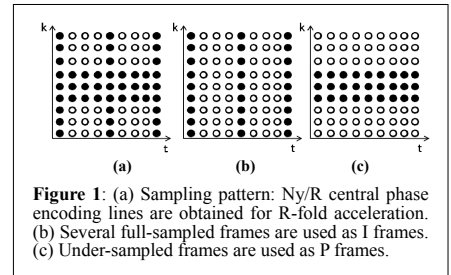 k
k
k
t
t
t
(a)
(b)
(c)
Figure 1: (a) Sampling pattern: Ny/R central phase
encoding lines are obtained for R-fold acceleration.
(b) Several full-sampled frames are used as I frames.
(c) Under-sampled frames are used as P frames.